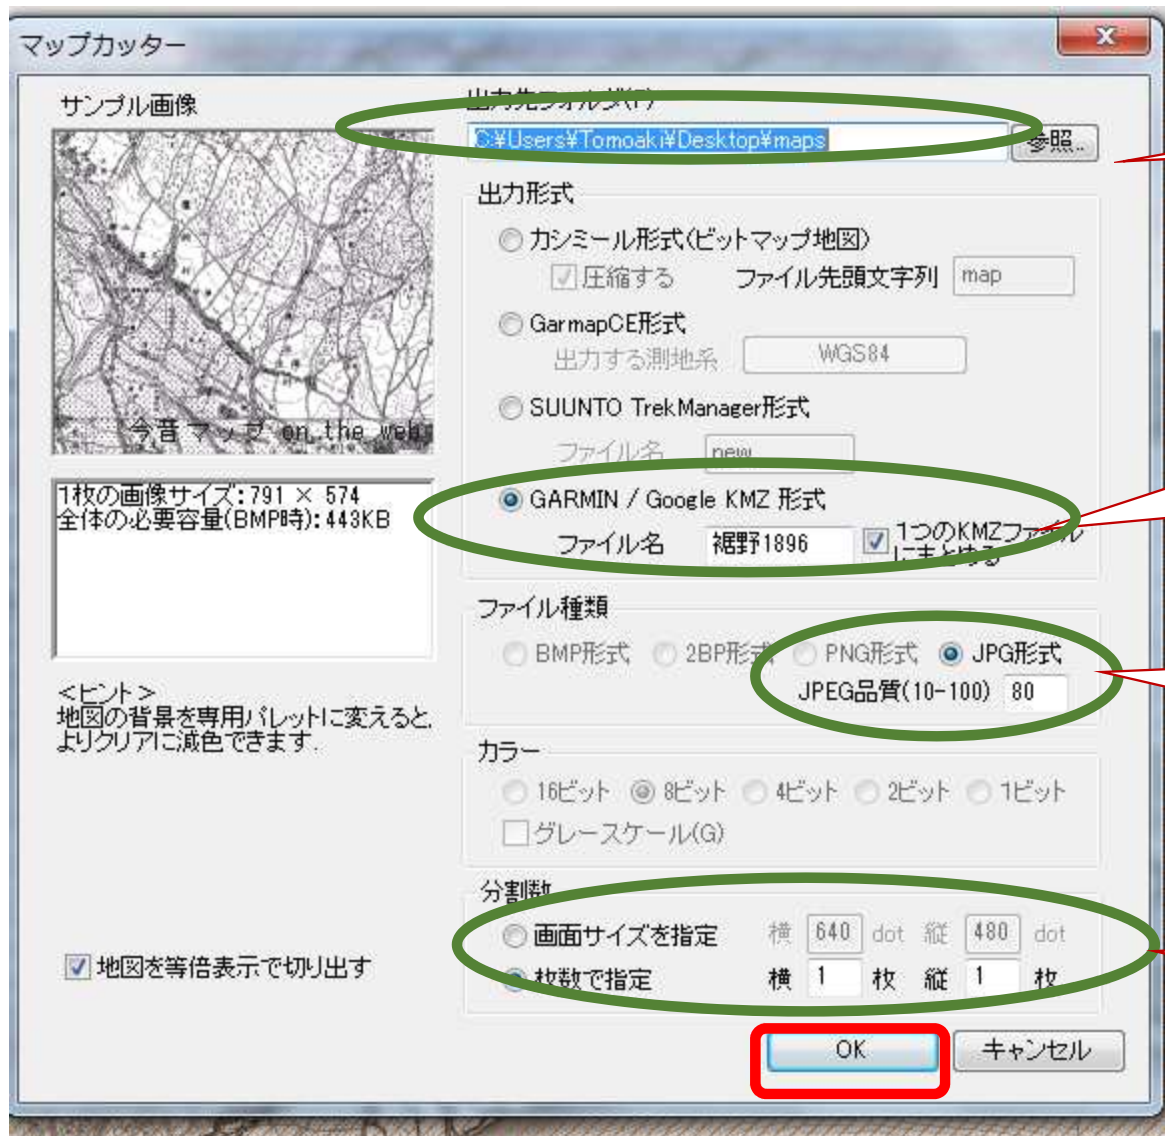 マップカッター
サンプル画像
今昔マップ on the web
1枚の画像サイズ: 791 × 574
全体の必要容量(BMP時): 443KB
<ヒント>
地図の背景を専用パレットに変えると、
よりクリアに減色できます.
地図を等倍表示で切り出す
出力先フォルダ(F)
C:¥Users¥Tomoaki¥Desktop¥maps
参照..
出力形式
カシミール形式(ビットマップ地図)
圧縮する ファイル先頭文字列 map
GarmapCE形式
出力する測地系 WGS84
SUUNTO TrekManager形式
ファイル名 new
GARMIN / Google KMZ 形式
ファイル名 裾野1896 1つのKMZファイル
にまとめる
ファイル種類
BMP形式 2BP形式 PNG形式 JPG形式
JPEG品質(10-100) 80
カラー
16ビット 8ビット 4ビット 2ビット 1ビット
グレースケール(G)
分割数
画面サイズを指定 横 640 dot 縦 480 dot
枚数で指定 横 1 枚 縦 1 枚
OK キャンセル